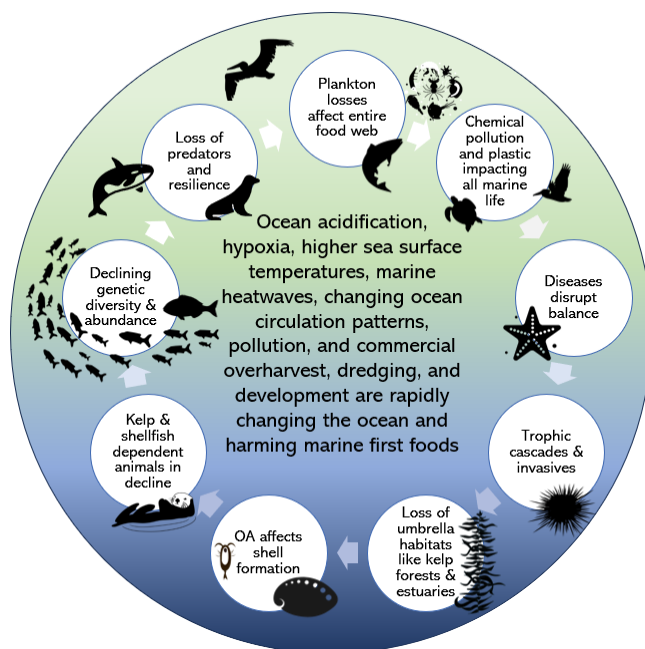 Plankton
losses
affect entire
food web
Chemical
pollution
and plastic
impacting
all marine
life
Diseases
disrupt
balance
Trophic
cascades &
invasives
Loss of
umbrella
habitats
like kelp
forests &
estuaries
OA affects
shell
formation
Kelp &
shellfish
dependent
animals in
decline
Declining
genetic
diversity &
abundance
Loss of
predators
and
resilience
Ocean acidification,
hypoxia, higher sea surface
temperatures, marine
heatwaves, changing ocean
circulation patterns,
pollution, and commercial
overharvest, dredging, and
development are rapidly
changing the ocean and
harming marine first foods